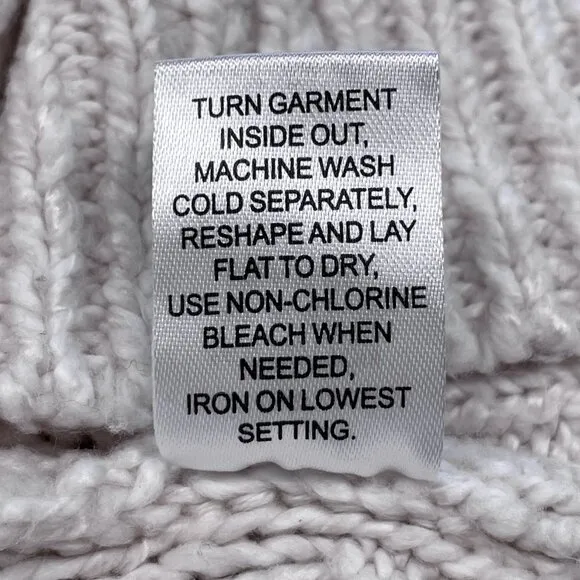 TURN GARMENT
INSIDE OUT,
MACHINE WASH
COLD SEPARATELY,
RESHAPE AND LAY
FLAT TO DRY,
USE NON-CHLORINE
BLEACH WHEN
NEEDED,
IRON ON LOWEST
SETTING.